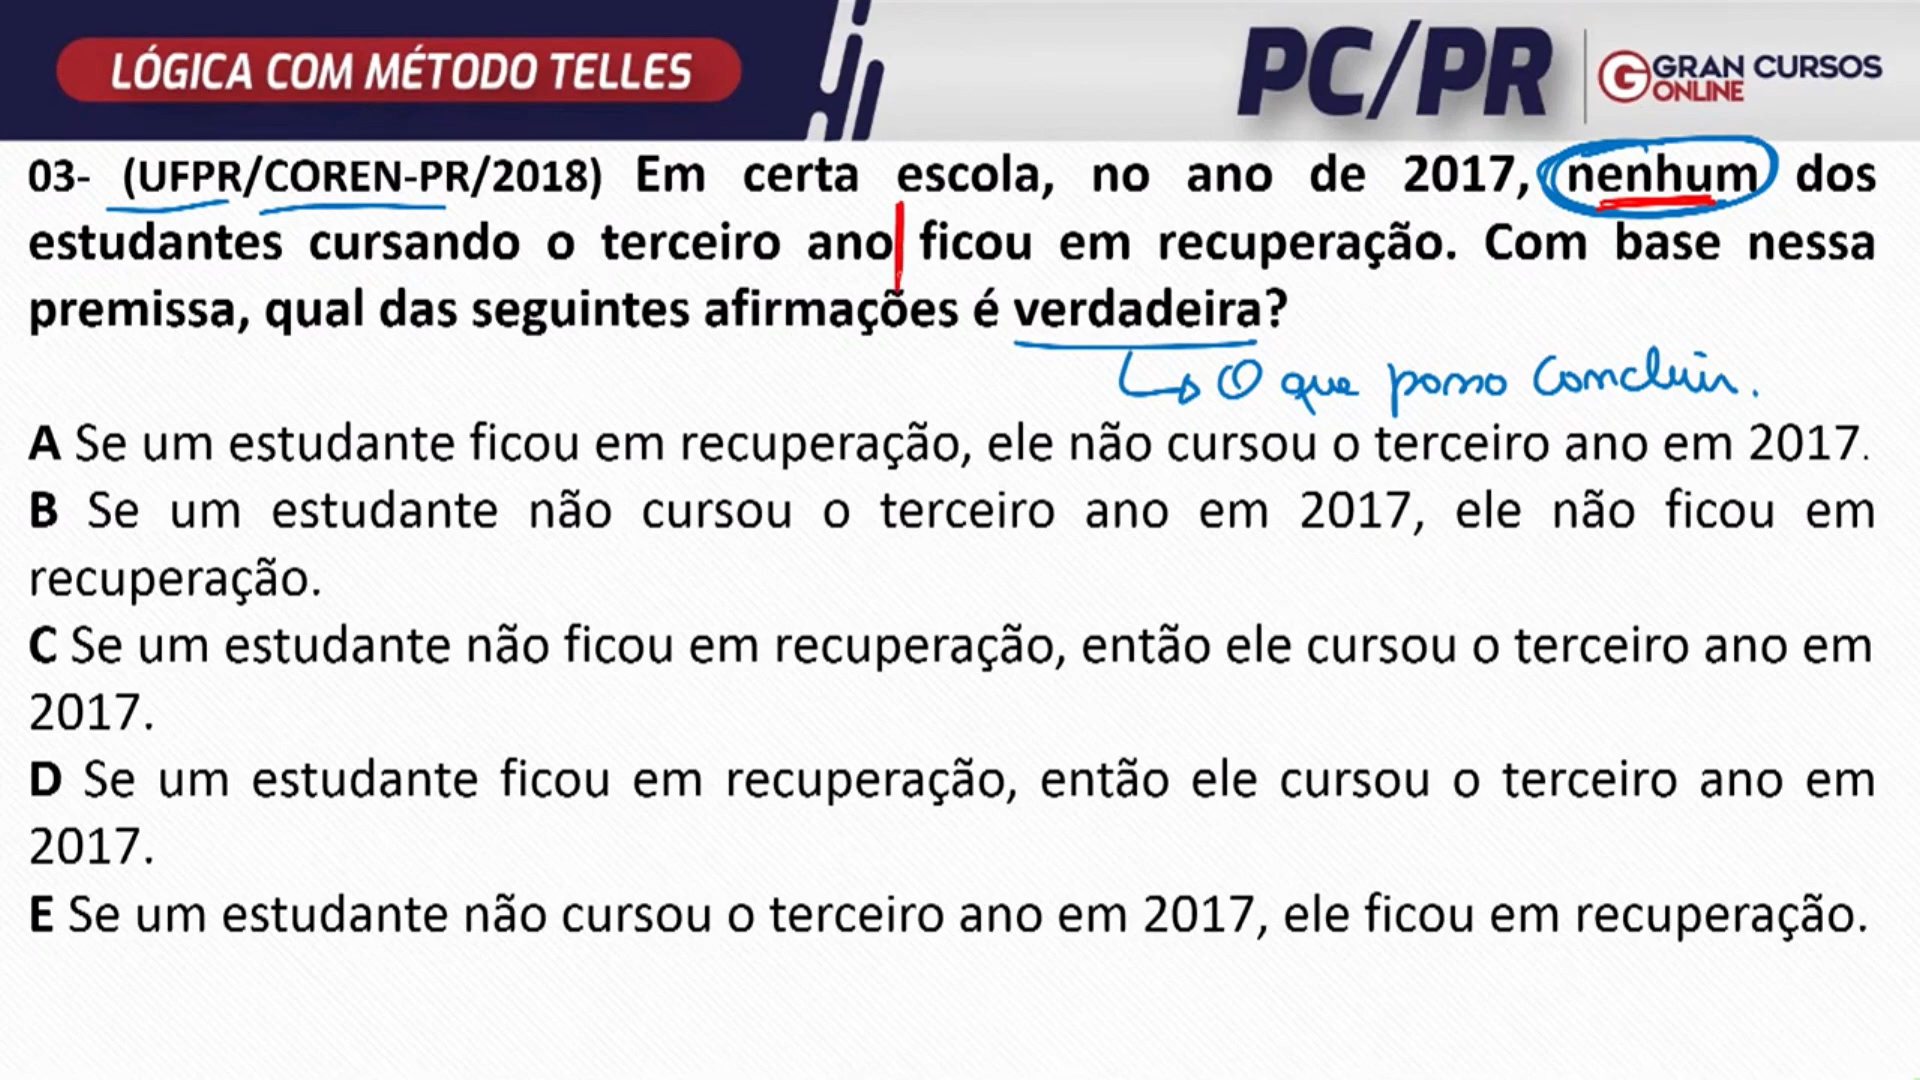 LÓGICA COM MÉTODO TELLES
PC/PR
GRAN CURSOS
ONLINE
03- (UFPR/COREN-PR/2018) Em certa escola, no ano de 2017, nenhum dos
estudantes cursando o terceiro ano ficou em recuperação. Com base nessa
premissa, qual das seguintes afirmações é verdadeira?
O que posso concluir.
A Se um estudante ficou em recuperação, ele não cursou o terceiro ano em 2017.
B Se um estudante não cursou o terceiro ano em 2017, ele não ficou em
recuperação.
C Se um estudante não ficou em recuperação, então ele cursou o terceiro ano em
2017.
D Se um estudante ficou em recuperação, então ele cursou o terceiro ano em
2017.
E Se um estudante não cursou o terceiro ano em 2017, ele ficou em recuperação.